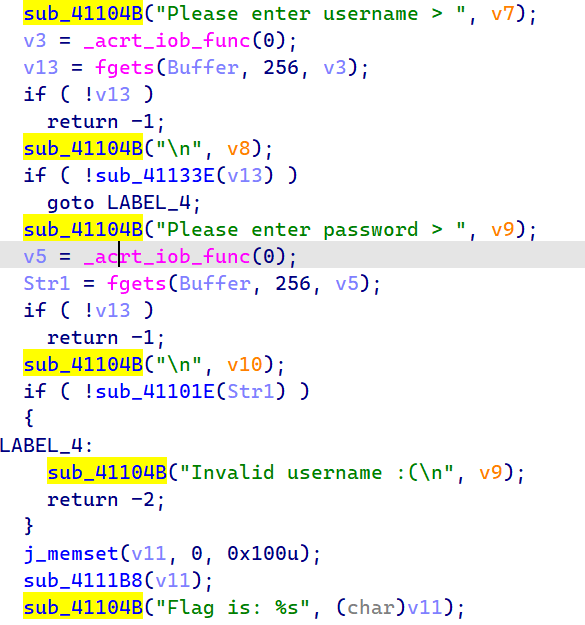 sub_41104B("Please enter username > ", v7);
v3 = _acrt_iob_func(0);
v13 = fgets(Buffer, 256, v3);
if ( !v13 )
return -1;
sub_41104B("\n", v8);
if ( !sub_41133E(v13) )
goto LABEL_4;
sub_41104B("Please enter password > ", v9);
v5 = _acrt_iob_func(0);
Str1 = fgets(Buffer, 256, v5);
if ( !v13 )
return -1;
sub_41104B("\n", v10);
if ( !sub_41101E(Str1) )
{
LABEL_4:
sub_41104B("Invalid username :(\n", v9);
return -2;
}
j_memset(v11, 0, 0x100u);
sub_4111B8(v11);
sub_41104B("Flag is: %s", (char)v11);